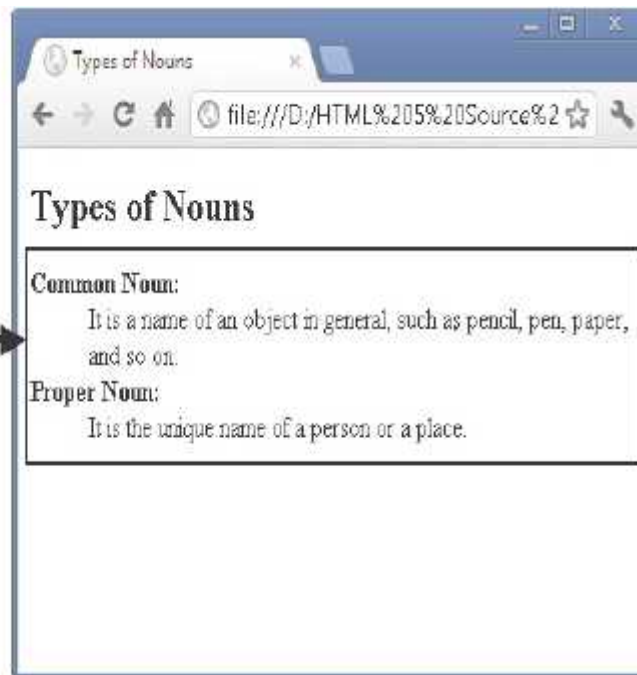 Types of Nouns
file:///D:/HTML%205%20Source%2
Types of Nouns
Common Noun:
It is a name of an object in general, such as pencil, pen, paper,
and so on.
Proper Noun:
It is the unique name of a person or a place.